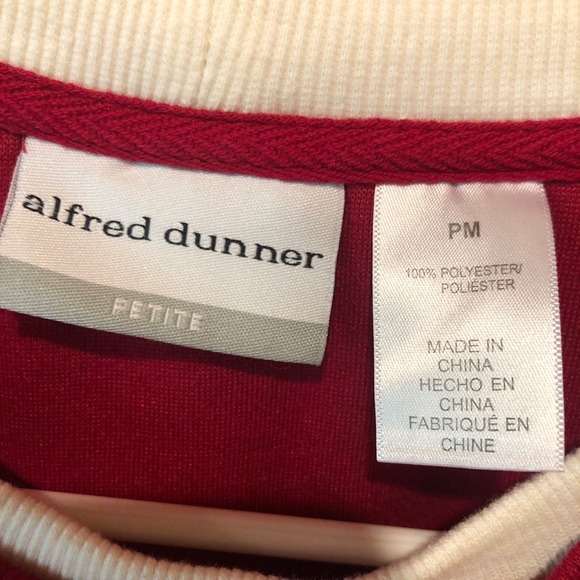 alfred dunner
PETITE
PM
100% POLYESTER/
POLIÉSTER
MADE IN
CHINA
HECHO EN
CHINA
FABRIQUÉ EN
CHINE